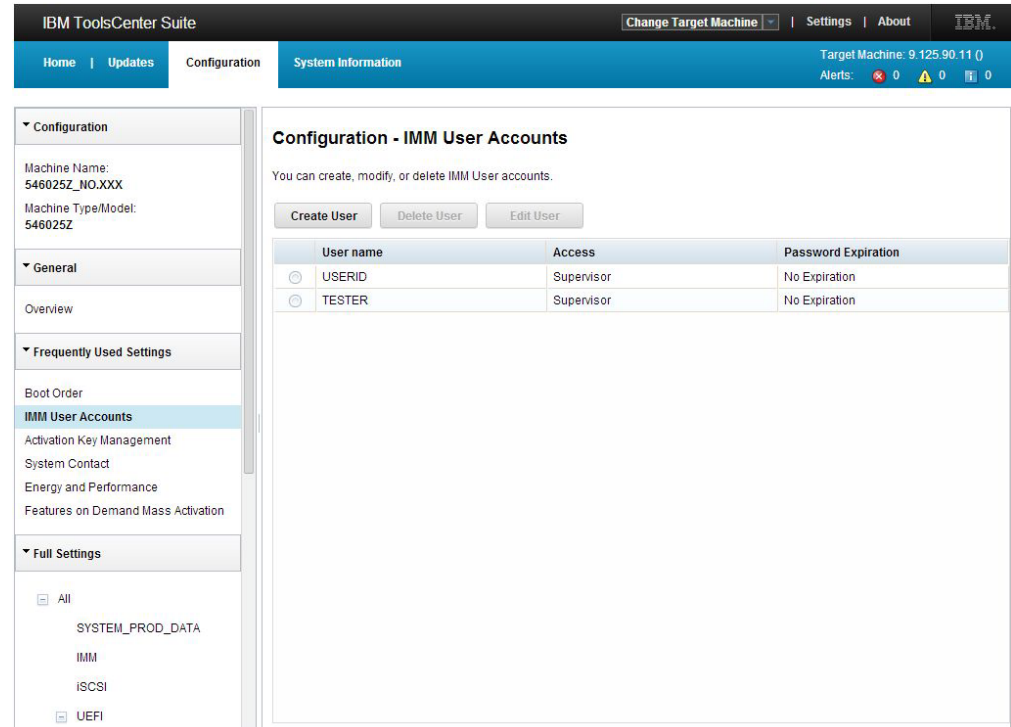 IBM ToolsCenter Suite
Change Target Machine | Settings | About IBM.
Home | Updates Configuration System Information
Target Machine: 9.125.90.11 ()
Alerts: 0 0 0
Configuration
Machine Name:
546025Z_NO.XXX
Machine Type/Model:
546025Z
General
Overview
Frequently Used Settings
Boot Order
IMM User Accounts
Activation Key Management
System Contact
Energy and Performance
Features on Demand Mass Activation
Full Settings
All
SYSTEM_PROD_DATA
IMM
iSCSI
UEFI
Configuration - IMM User Accounts
You can create, modify, or delete IMM User accounts.
Create User Delete User Edit User
User name Access Password Expiration
USERID Supervisor No Expiration
TESTER Supervisor No Expiration